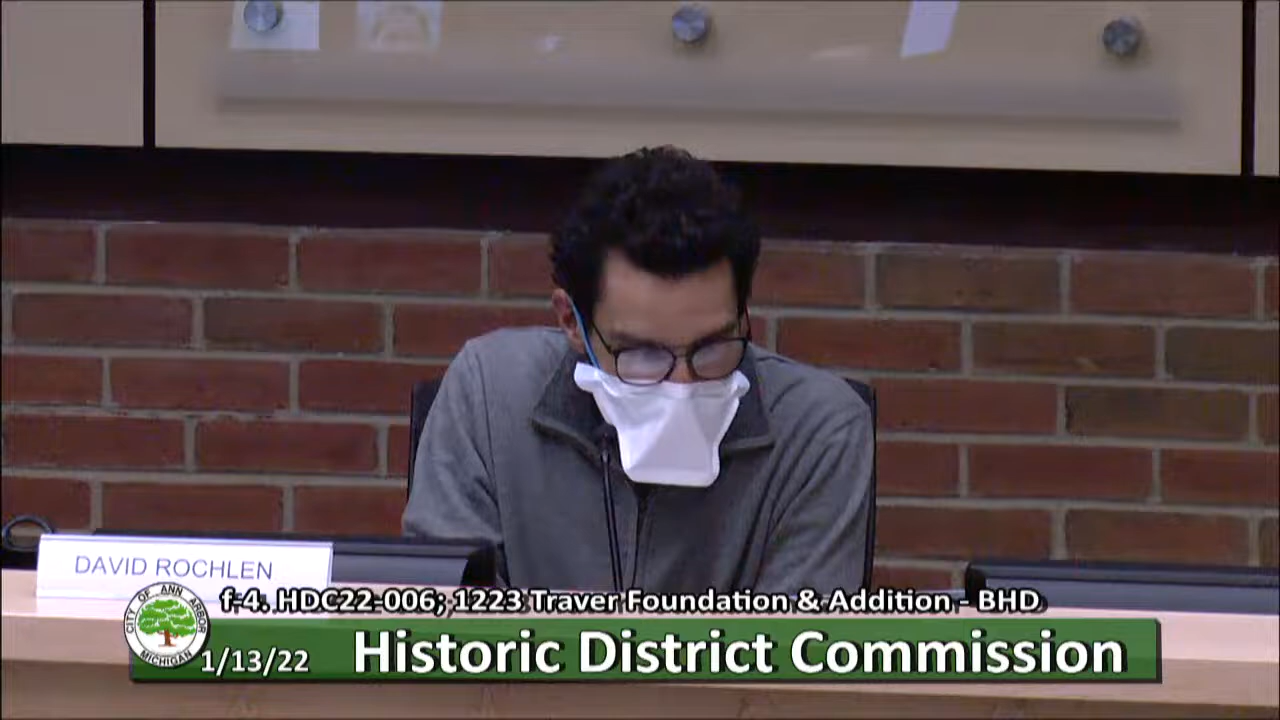 DAVID ROCHLEN
f-4. HDC22-006; 1223 Traver Foundation & Addition - BHD
CITY OF ANN ARBOR
MICHIGAN
1/13/22
Historic District Commission